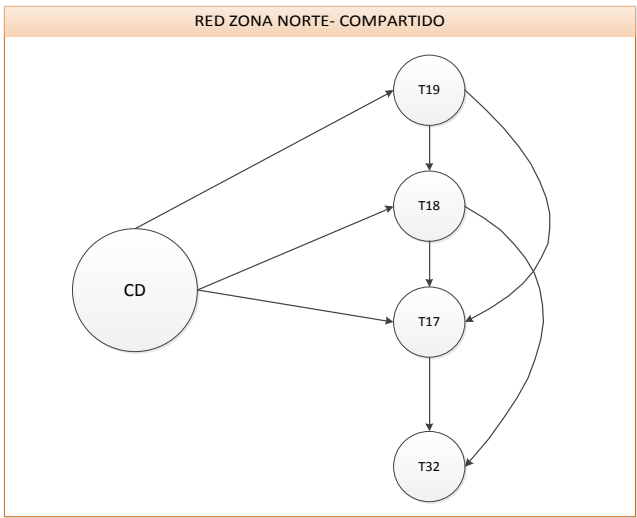 RED ZONA NORTE- COMPARTIDO
T19
T18
CD
T17
T32